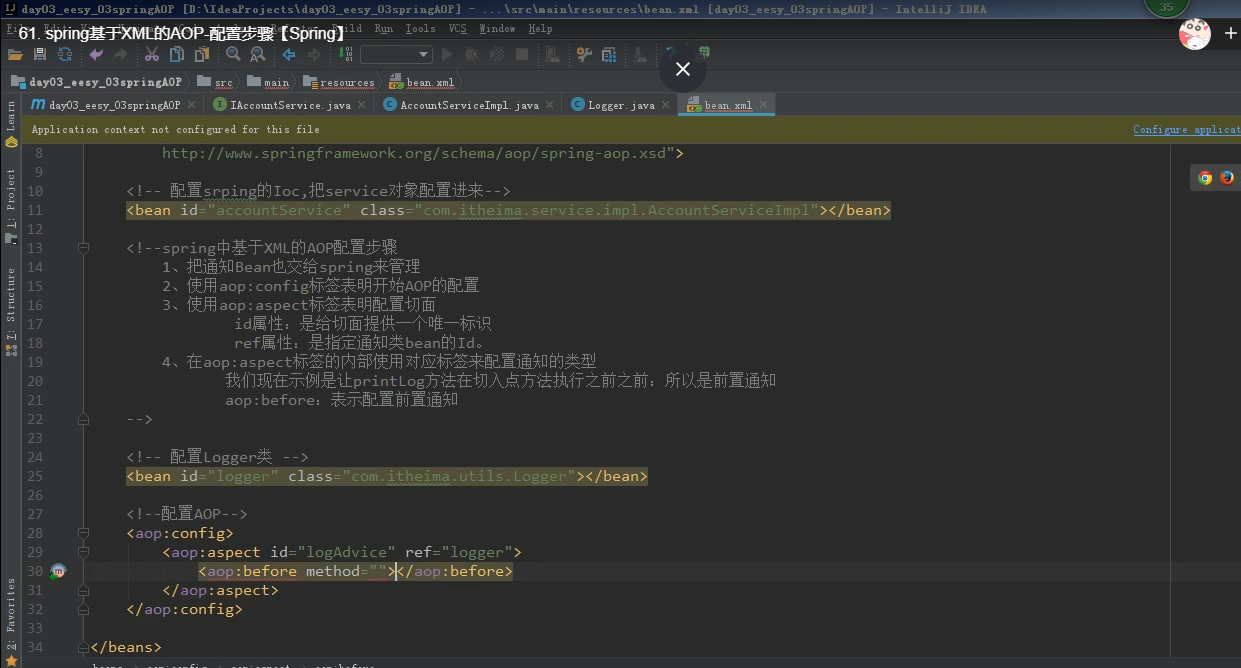 day03_eesy_03springAOP [D:\IdeaProjects\day03_eesy_03springAOP] - ...\src\main\resources\bean.xml [day03_eesy_03springAOP] - IntelliJ IDEA
35
Run Tools VCS Window Help
61. spring基于XML的AOP-配置步骤【Spring】
day03_eesy_03springAOP src main resources bean.xml
day03_eesy_03springAOP IAccountService.java AccountServiceImpl.java Logger.java bean.xml
Application context not configured for this file Configure applicat
Learn
1: Project
7: Structure
2: Favorites
8 http://www.springframework.org/schema/aop/spring-aop.xsd">
9
10 <!-- 配置srping的Ioc,把service对象配置进来-->
11 <bean id="accountService" class="com.itheima.service.impl.AccountServiceImpl"></bean>
12
13 <!--spring中基于XML的AOP配置步骤
14 1、把通知Bean也交给spring来管理
15 2、使用aop:config标签表明开始AOP的配置
16 3、使用aop:aspect标签表明配置切面
17 id属性：是给切面提供一个唯一标识
18 ref属性：是指定通知类bean的Id。
19 4、在aop:aspect标签的内部使用对应标签来配置通知的类型
20 我们现在示例是让printLog方法在切入点方法执行之前之前：所以是前置通知
21 aop:before：表示配置前置通知
22 -->
23
24 <!-- 配置Logger类 -->
25 <bean id="logger" class="com.itheima.utils.Logger"></bean>
26
27 <!--配置AOP-->
28 <aop:config>
29 <aop:aspect id="logAdvice" ref="logger">
30 <aop:before method=""></aop:before>
31 </aop:aspect>
32 </aop:config>
33
34 </beans>